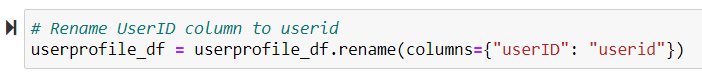 # Rename UserID column to userid
userprofile_df = userprofile_df.rename(columns={"userID": "userid"})